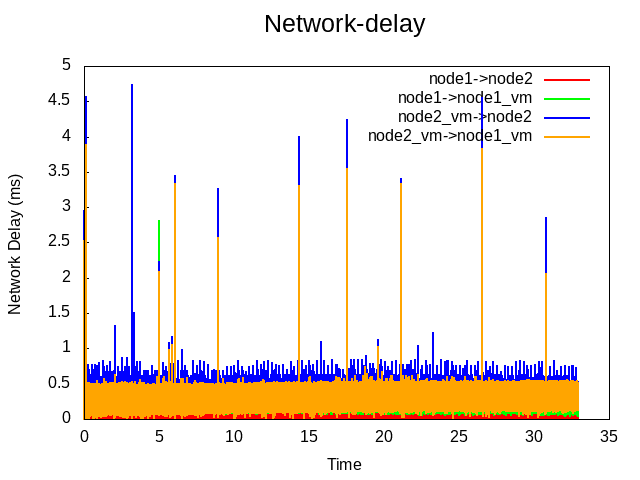 Network-delay
node1->node2
node1->node1_vm
node2_vm->node2
node2_vm->node1_vm
Network Delay (ms)
5
4.5
4
3.5
3
2.5
2
1.5
1
0.5
0
0 5 10 15 20 25 30 35
Time